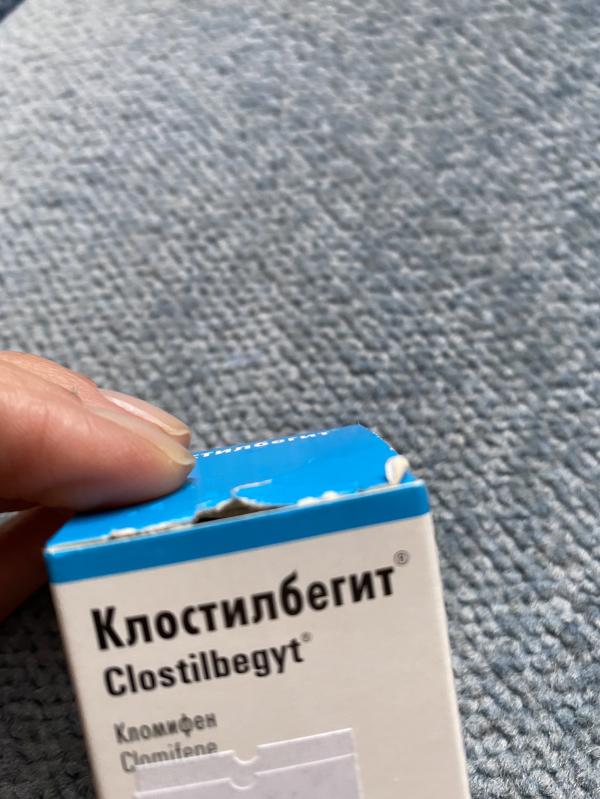 Клостилбегит®
Clostilbegyt®
Кломифен
Clomifene